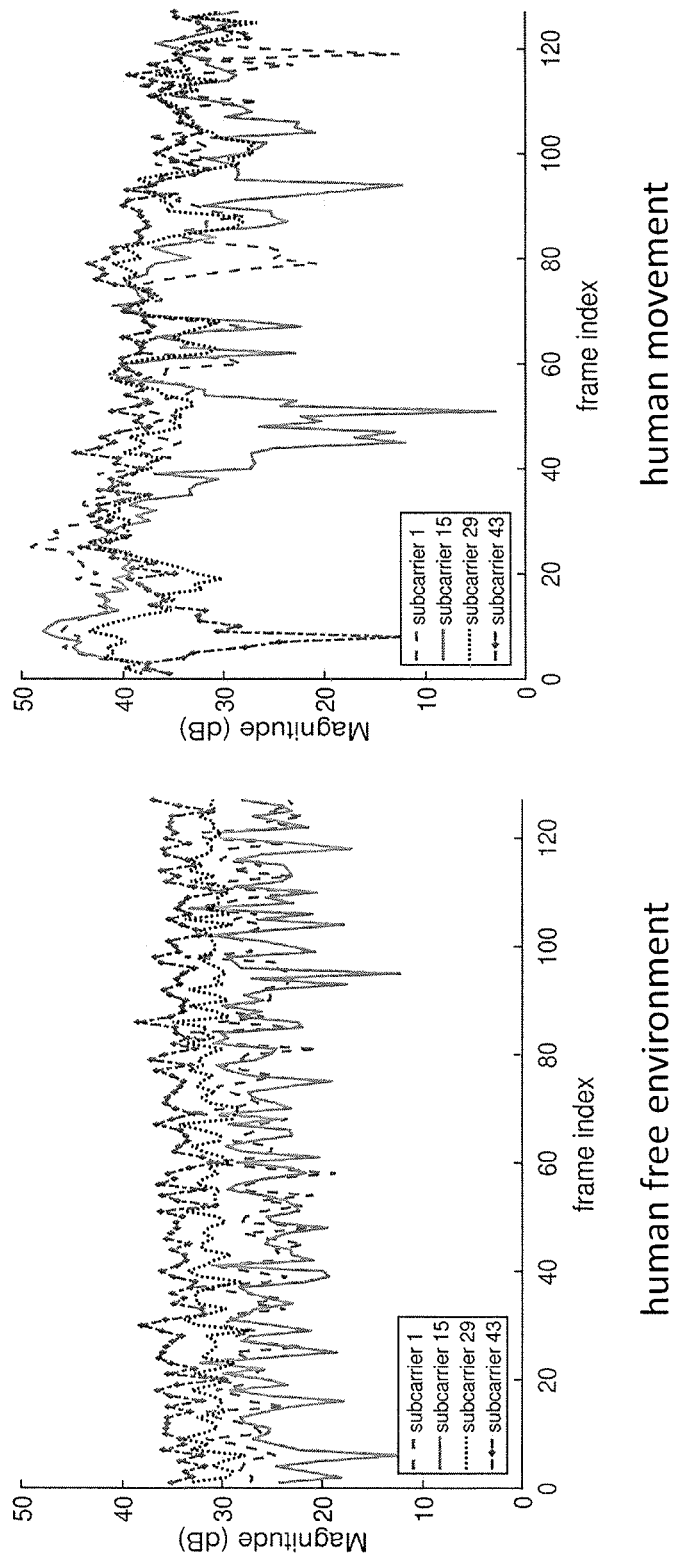 Magnitude (dB)
50
40
30
20
10
0
subcarrier 1
subcarrier 15
subcarrier 29
subcarrier 43
0
20
40
60
80
100
120
frame index
human free environment
Magnitude (dB)
50
40
30
20
10
0
subcarrier 1
subcarrier 15
subcarrier 29
subcarrier 43
0
20
40
60
80
100
120
frame index
human movement